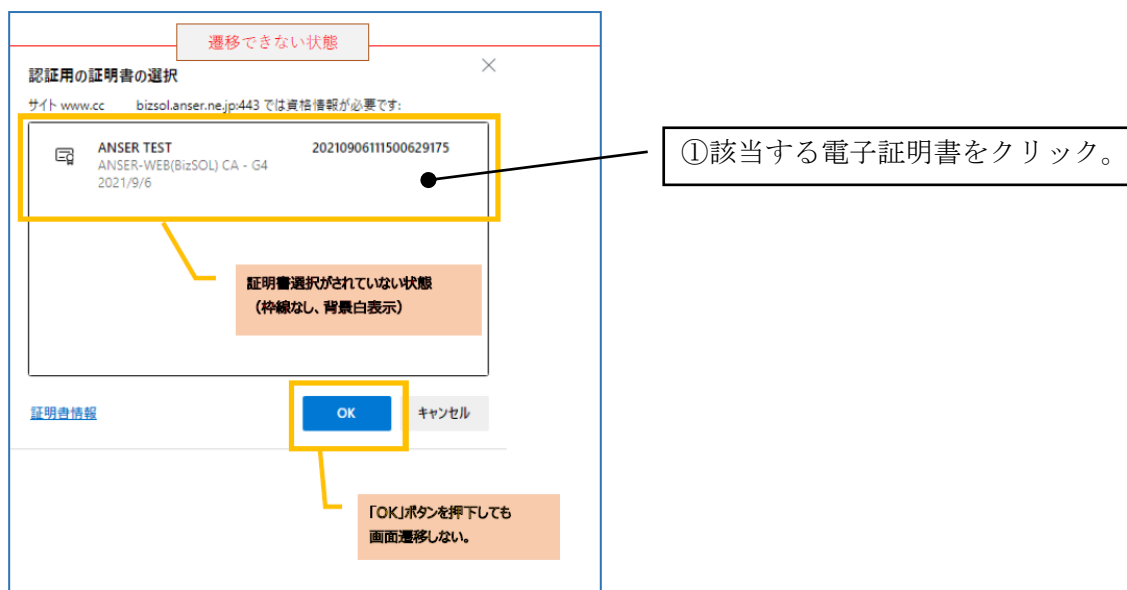 遷移できない状態
認証用の証明書の選択
サイト www.cc bizsol.anser.ne.jp:443 では資格情報が必要です:
ANSER TEST 20210906111500629175
ANSER-WEB(BizSOL) CA - G4
2021/9/6
①該当する電子証明書をクリック。
証明書選択がされていない状態
（枠線なし、背景白表示）
証明書情報 OK キャンセル
「OK」ボタンを押下しても
画面遷移しない。